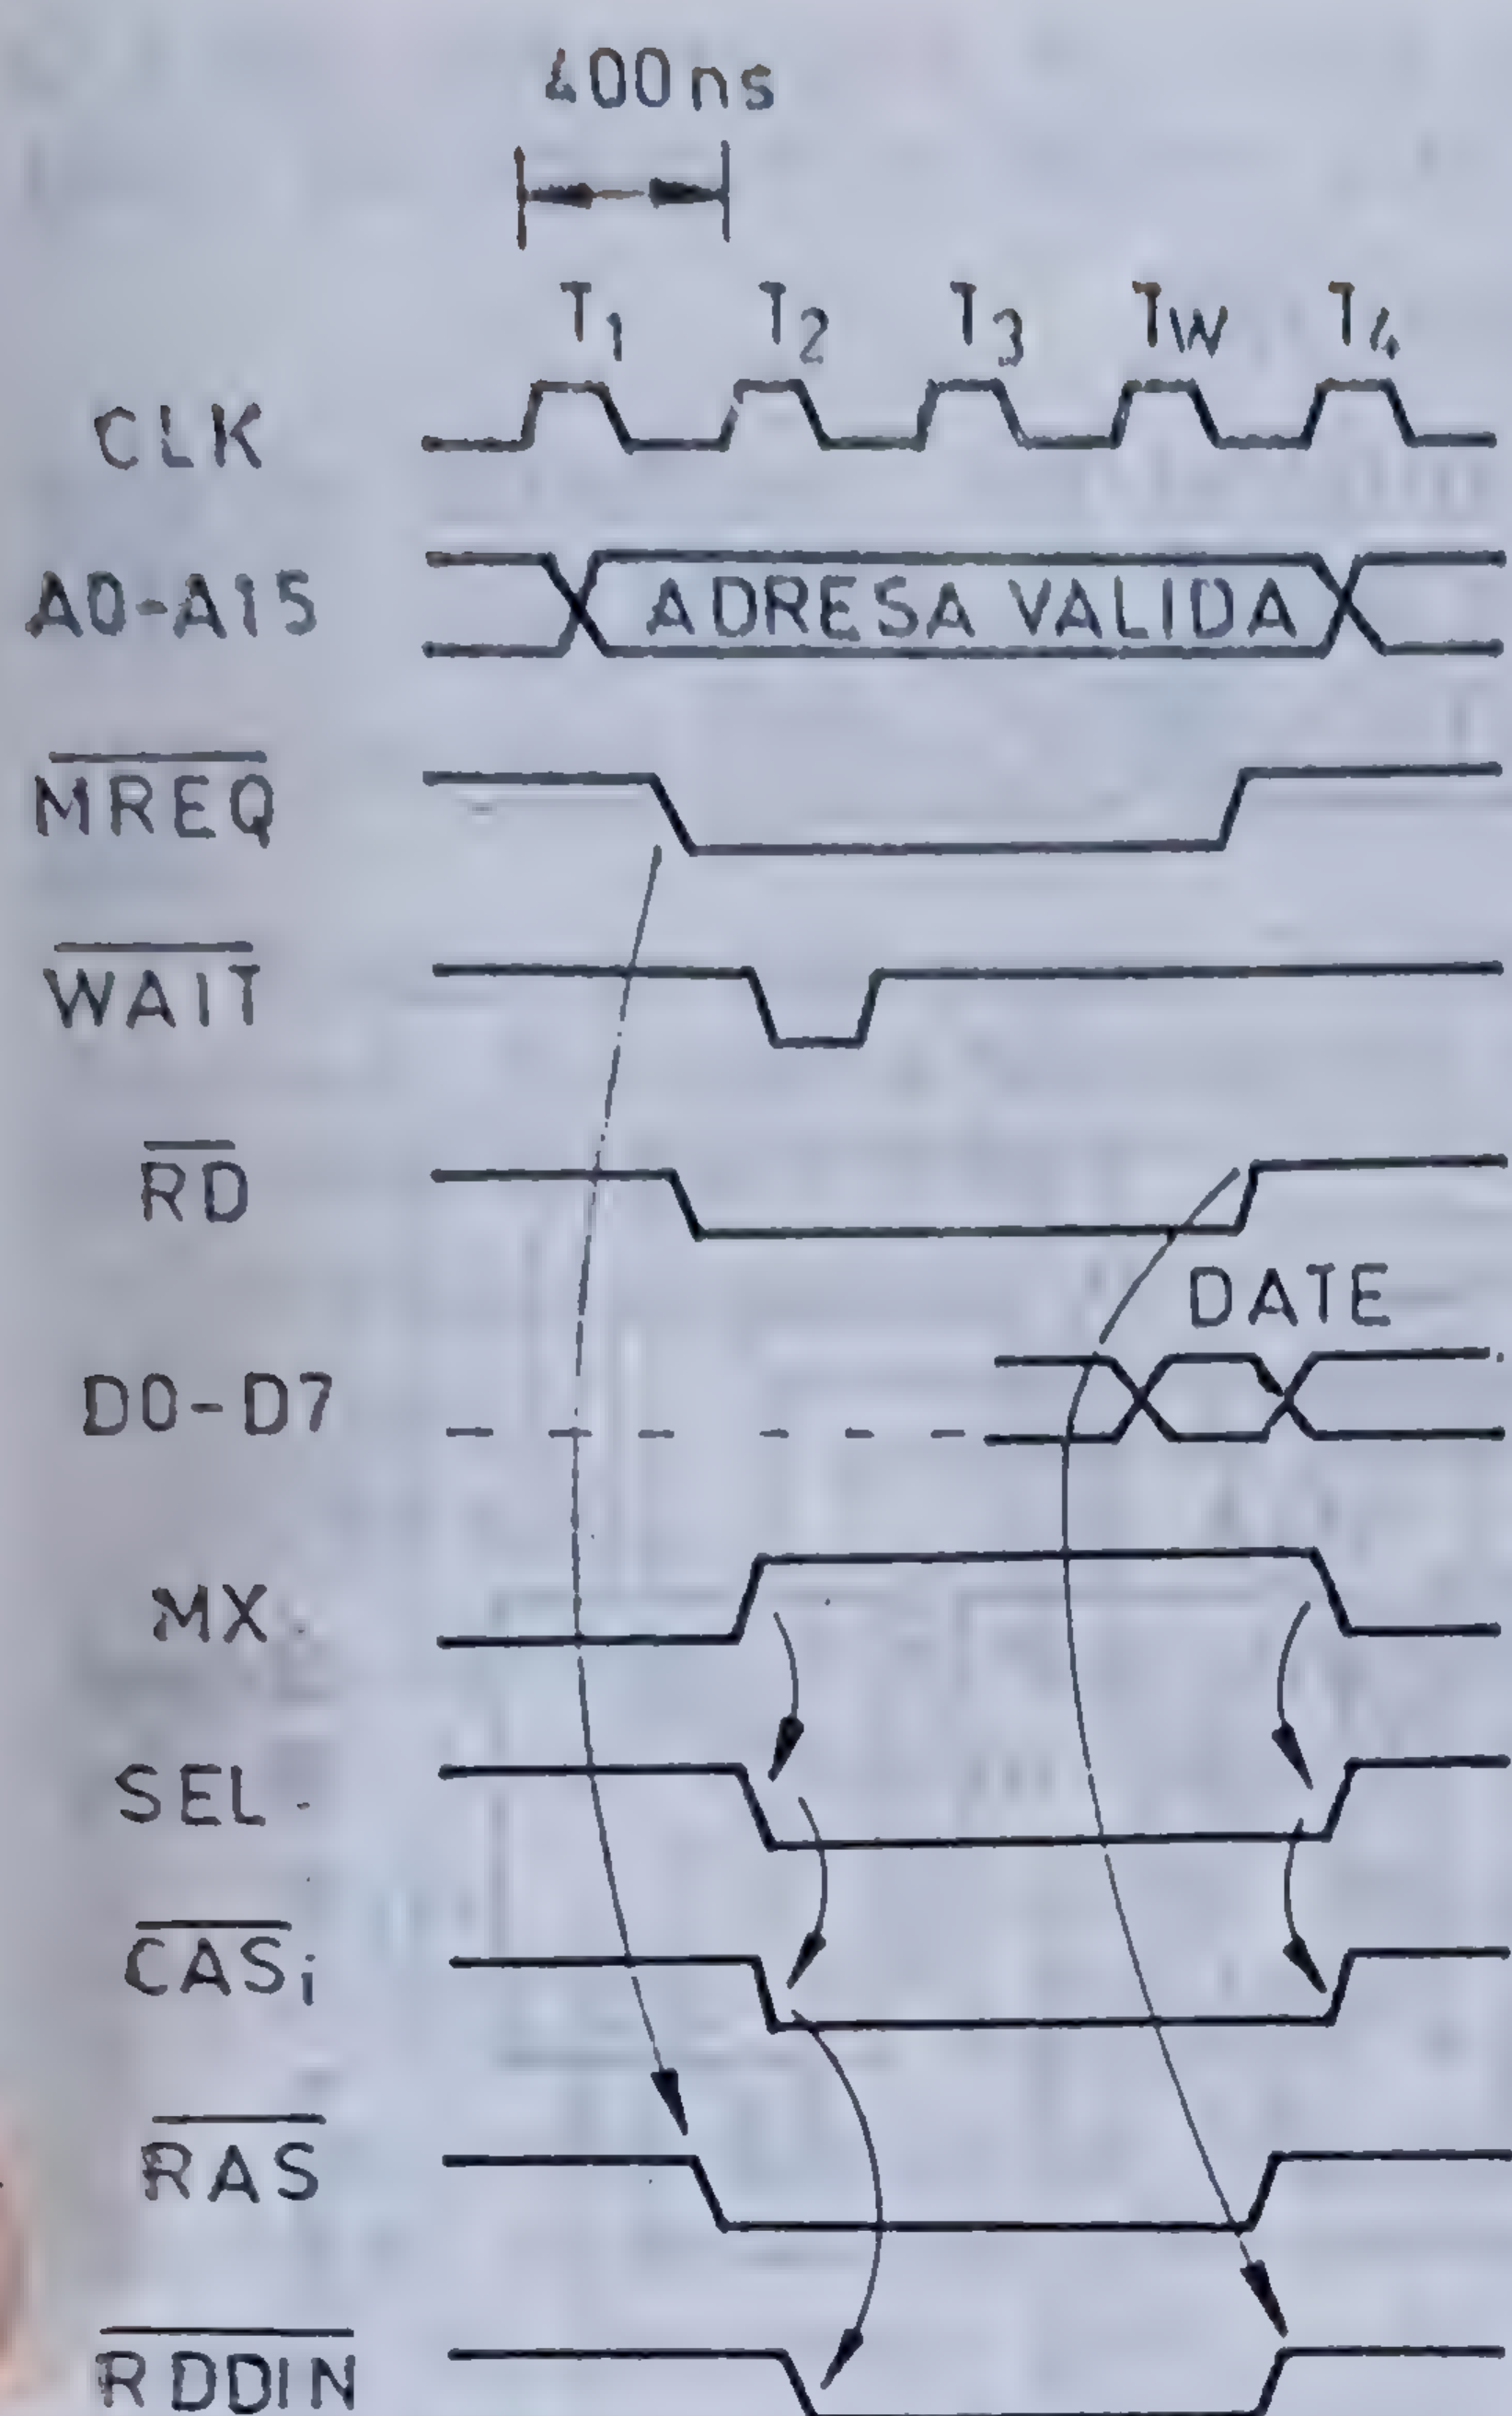 400ns
T1 T2 T3 TW T4
CLK
A0-A15 ADRESA VALIDA
MREQ
WAIT
RD
DATE
D0-D7
MX
SEL
CASi
RAS
RDDIN